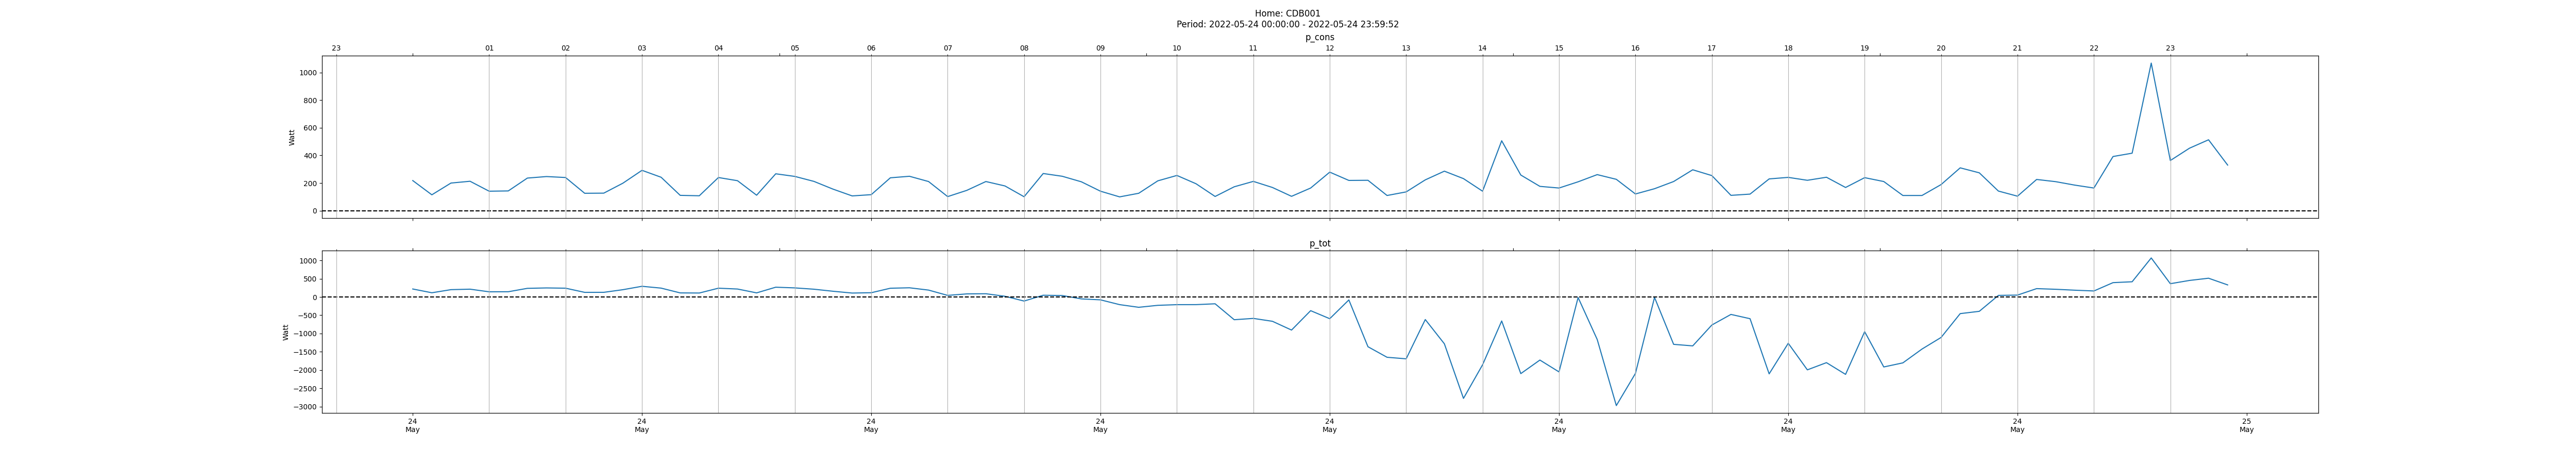 Home: CDB001
Period: 2022-05-24 00:00:00 - 2022-05-24 23:59:52
p_cons
23 01 02 03 04 05 06 07 08 09 10 11 12 13 14 15 16 17 18 19 20 21 22 23
1000
800
600
400
200
0
Watt
p_tot
1000
500
0
−500
−1000
−1500
−2000
−2500
−3000
Watt
24 24 24 24 24 24 24 24 25
May May May May May May May May May